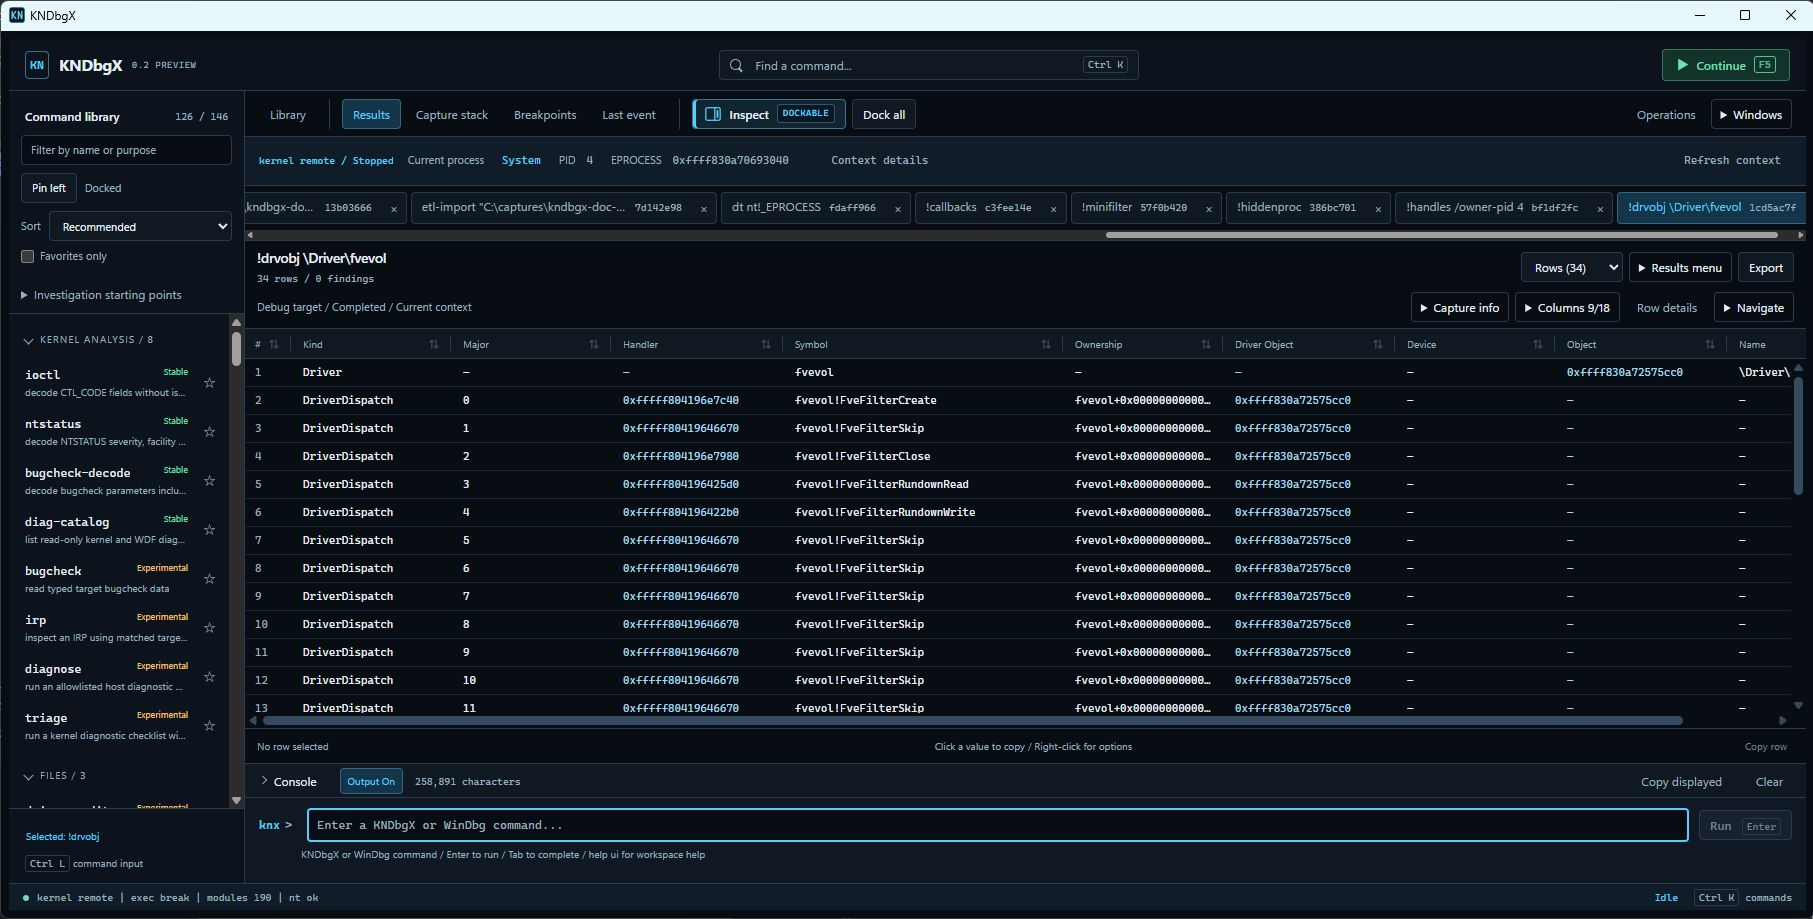 KN KNDbgX
KN KNDbgX 0.2 PREVIEW
Find a command... Ctrl K
Continue F5
Command library 126 / 146
Filter by name or purpose
Pin left Docked
Sort Recommended
Favorites only
Investigation starting points
KERNEL ANALYSIS / 8
ioctl Stable
decode CTL_CODE fields without is...
ntstatus Stable
decode NTSTATUS severity, facility ...
bugcheck-decode Stable
decode bugcheck parameters inclu...
diag-catalog Stable
list read-only kernel and WDF diag...
bugcheck Experimental
read typed target bugcheck data
irp Experimental
inspect an IRP using matched targe...
diagnose Experimental
run an allowlisted host diagnostic ...
triage Experimental
run a kernel diagnostic checklist wi...
FILES / 3
Experimental
Selected: !drvobj
Ctrl L command input
Library Results Capture stack Breakpoints Last event Inspect DOCKABLE Dock all Operations Windows
kernel remote / Stopped Current process System PID 4 EPROCESS 0xffff830a70693040 Context details Refresh context
\kndbgx-do... 13b03666 × etl-import "C:\captures\kndbgx-doc-... 7d142e98 × dt nt!_EPROCESS fdaff966 × !callbacks c3fee14e × !minifilter 57f0b420 × !hiddenproc 386bc701 × !handles /owner-pid 4 bf1df2fc × !drvobj \Driver\fvevol 1cd5ac7f
!drvobj \Driver\fvevol
34 rows / 0 findings
Rows (34) Results menu Export
Debug target / Completed / Current context
Capture info Columns 9/18 Row details Navigate
# Kind Major Handler Symbol Ownership Driver Object Device Object Name
1 Driver — — fvevol — — — 0xffff830a72575cc0 \Driver\
2 DriverDispatch 0 0xfffff804196e7c40 fvevol!FveFilterCreate fvevol+0x00000000000... 0xffff830a72575cc0 — — —
3 DriverDispatch 1 0xfffff80419646670 fvevol!FveFilterSkip fvevol+0x00000000000... 0xffff830a72575cc0 — — —
4 DriverDispatch 2 0xfffff804196e7980 fvevol!FveFilterClose fvevol+0x00000000000... 0xffff830a72575cc0 — — —
5 DriverDispatch 3 0xfffff804196425d0 fvevol!FveFilterRundownRead fvevol+0x00000000000... 0xffff830a72575cc0 — — —
6 DriverDispatch 4 0xfffff804196422b0 fvevol!FveFilterRundownWrite fvevol+0x00000000000... 0xffff830a72575cc0 — — —
7 DriverDispatch 5 0xfffff80419646670 fvevol!FveFilterSkip fvevol+0x00000000000... 0xffff830a72575cc0 — — —
8 DriverDispatch 6 0xfffff80419646670 fvevol!FveFilterSkip fvevol+0x00000000000... 0xffff830a72575cc0 — — —
9 DriverDispatch 7 0xfffff80419646670 fvevol!FveFilterSkip fvevol+0x00000000000... 0xffff830a72575cc0 — — —
10 DriverDispatch 8 0xfffff80419646670 fvevol!FveFilterSkip fvevol+0x00000000000... 0xffff830a72575cc0 — — —
11 DriverDispatch 9 0xfffff80419646670 fvevol!FveFilterSkip fvevol+0x00000000000... 0xffff830a72575cc0 — — —
12 DriverDispatch 10 0xfffff80419646670 fvevol!FveFilterSkip fvevol+0x00000000000... 0xffff830a72575cc0 — — —
13 DriverDispatch 11 0xfffff80419646670 fvevol!FveFilterSkip fvevol+0x00000000000... 0xffff830a72575cc0 — — —
No row selected Click a value to copy / Right-click for options Copy row
Console Output On 258,891 characters Copy displayed Clear
knx > Enter a KNDbgX or WinDbg command... Run Enter
KNDbgX or WinDbg command / Enter to run / Tab to complete / help ui for workspace help
kernel remote | exec break | modules 190 | nt ok Idle Ctrl K commands